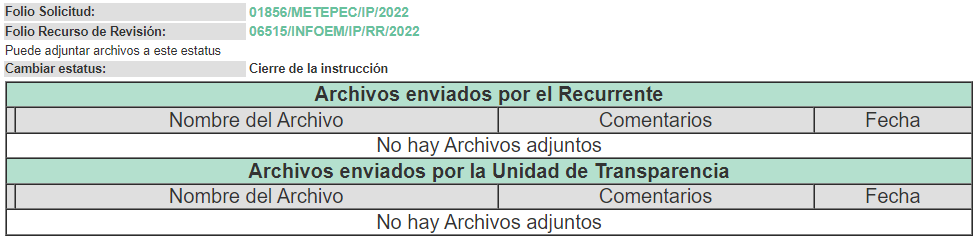 Folio Solicitud: 01856/METEPEC/IP/2022
Folio Recurso de Revisión: 06515/INFOEM/IP/RR/2022
Puede adjuntar archivos a este estatus
Cambiar estatus: Cierre de la instrucción
Archivos enviados por el Recurrente
Nombre del Archivo Comentarios Fecha
No hay Archivos adjuntos
Archivos enviados por la Unidad de Transparencia
Nombre del Archivo Comentarios Fecha
No hay Archivos adjuntos